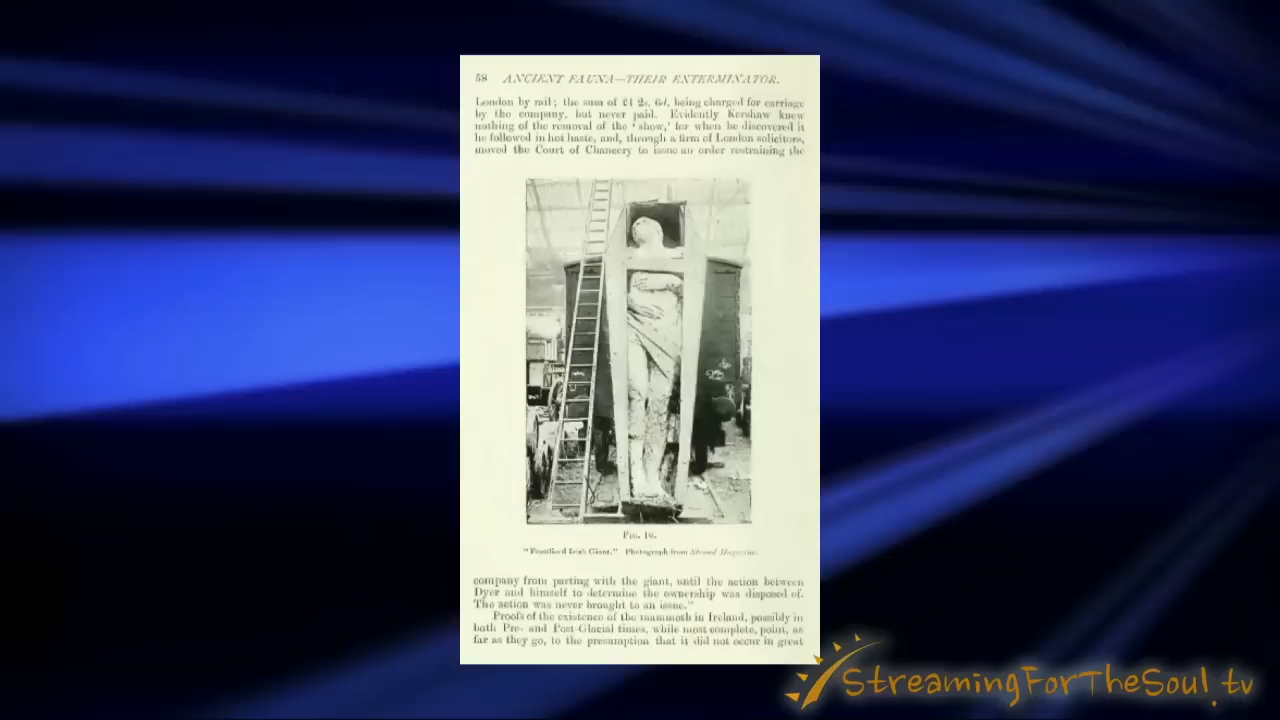 58 ANCIENT FAUNA—THEIR EXTERMINATOR.
London by rail; the sum of £4 2s. 6d. being charged for carriage
by the company, but never paid. Evidently Kershaw knew
nothing of the removal of the 'show,' for when he discovered it
he followed in hot haste, and, through a firm of London solicitors,
moved the Court of Chancery to issue an order restraining the
Fig. 16.
"Fossilised Irish Giant." Photograph from Strand Magazine.
company from parting with the giant, until the action between
Dyer and himself to determine the ownership was disposed of.
The action was never brought to an issue."
Proofs of the existence of the mammoth in Ireland, possibly in
both Pre- and Post-Glacial times, while most complete, point, as
far as they go, to the presumption that it did not occur in great
StreamingForTheSoul.tv